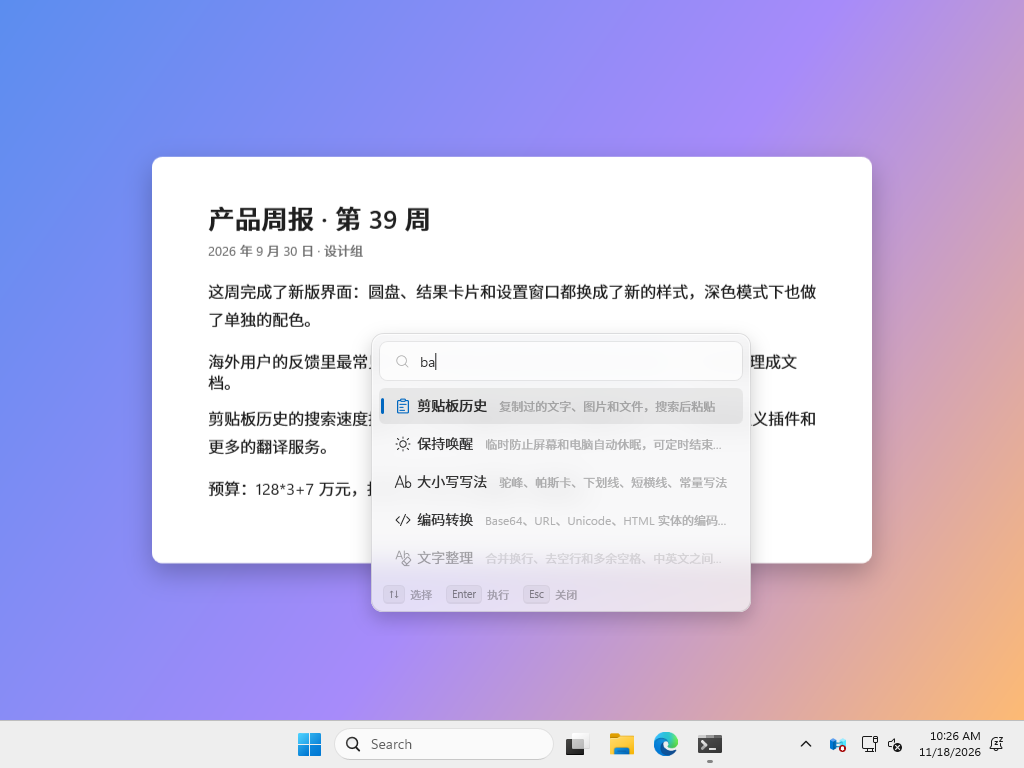 产品周报 · 第 39 周
2026 年 9 月 30 日 · 设计组
这周完成了新版界面：圆盘、结果卡片和设置窗口都换成了新的样式，深色模式下也做
了单独的配色。
海外用户的反馈里最常
理成文
档。
剪贴板历史的搜索速度
义插件和
更多的翻译服务。
预算：128*3+7 万元，
ba
剪贴板历史 复制过的文字、图片和文件，搜索后粘贴
保持唤醒 临时防止屏幕和电脑自动休眠，可定时结束...
Ab 大小写写法 驼峰、帕斯卡、下划线、短横线、常量写法
编码转换 Base64、URL、Unicode、HTML 实体的编码...
文字整理 合并换行、去空行和多余空格、中英文之间...
↑↓ 选择 Enter 执行 Esc 关闭
Search
10:26 AM
11/18/2026